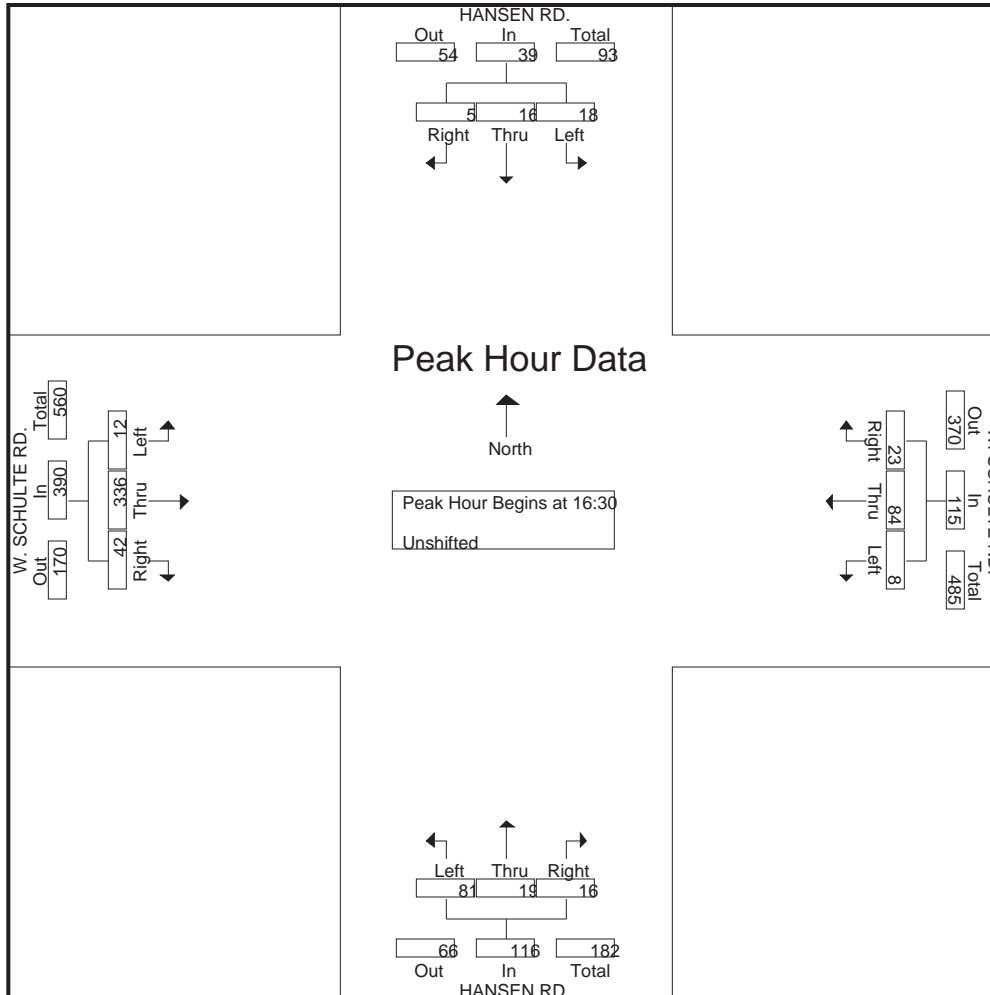 HANSEN RD.
Out In Total
54 39 93
5 16 18
Right Thru Left
Peak Hour Data
North
Peak Hour Begins at 16:30
Unshifted
W. SCHULTE RD.
Total In Out
560 390 170
12 336 42
Left Thru Right
Out In Total
370 115 485
23 84 8
Right Thru Left
Left Thru Right
81 19 16
66 116 182
Out In Total
HANSEN RD.